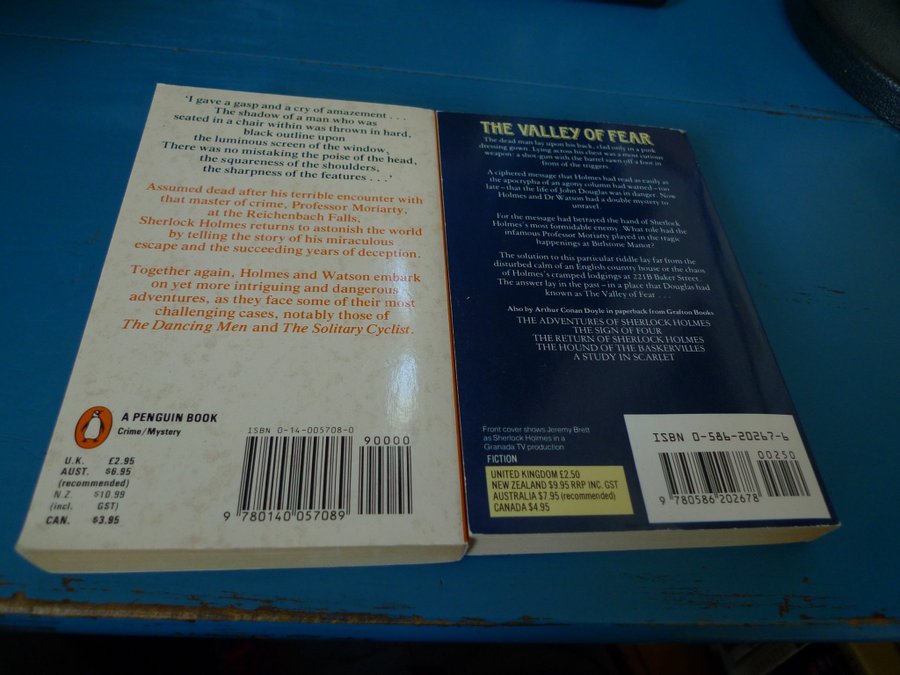 'I gave a gasp and a cry of amazement . . .
The shadow of a man who was
seated in a chair within was thrown in hard,
black outline upon
the luminous screen of the window,
There was no mistaking the poise of the head,
the squareness of the shoulders,
the sharpness of the features . . . .'
Assumed dead after his terrible encounter with
that master of crime, Professor Moriarty,
at the Reichenbach Falls,
Sherlock Holmes returns to astonish the world
by telling the story of his miraculous
escape and the succeeding years of deception.
Together again, Holmes and Watson embark
on yet more intriguing and dangerous
adventures, as they face some of their most
challenging cases, notably those of
The Dancing Men and The Solitary Cyclist.
A PENGUIN BOOK
Crime/Mystery
U.K. £2.95
AUST. $6.95
(recommended)
N.Z. $10.99
(incl. GST)
CAN. $3.95
ISBN 0-14-005708-0
90000
9 780140 057089
THE VALLEY OF FEAR
The dead man lay upon his back, clad only in a pink
dressing gown. Lying across his chest was a most curious
weapon: a shot-gun with the barrel sawn off a foot in
front of the triggers.
A ciphered message that Holmes had read as easily as
the apocrypha of an agony column had warned – too
late – that the life of John Douglas was in danger. Now
Holmes and Dr Watson had a double mystery to
unravel.
For the message had betrayed the hand of Sherlock
Holmes's most formidable enemy. What role had the
infamous Professor Moriarty played in the tragic
happenings at Birlstone Manor?
The solution to this particular riddle lay far from the
disturbed calm of an English country house or the chaos
of Holmes's cramped lodgings at 221B Baker Street.
The answer lay in the past – in a place that Douglas had
known as The Valley of Fear . . .
Also by Arthur Conan Doyle in paperback from Grafton Books
THE ADVENTURES OF SHERLOCK HOLMES
THE SIGN OF FOUR
THE RETURN OF SHERLOCK HOLMES
THE HOUND OF THE BASKERVILLES
A STUDY IN SCARLET
Front cover shows Jeremy Brett
as Sherlock Holmes in a
Granada TV production
FICTION
UNITED KINGDOM £2.50
NEW ZEALAND $9.95 RRP INC. GST
AUSTRALIA $7.95 (recommended)
CANADA $4.95
ISBN 0-586-20267-6
00250
9 780586 202678